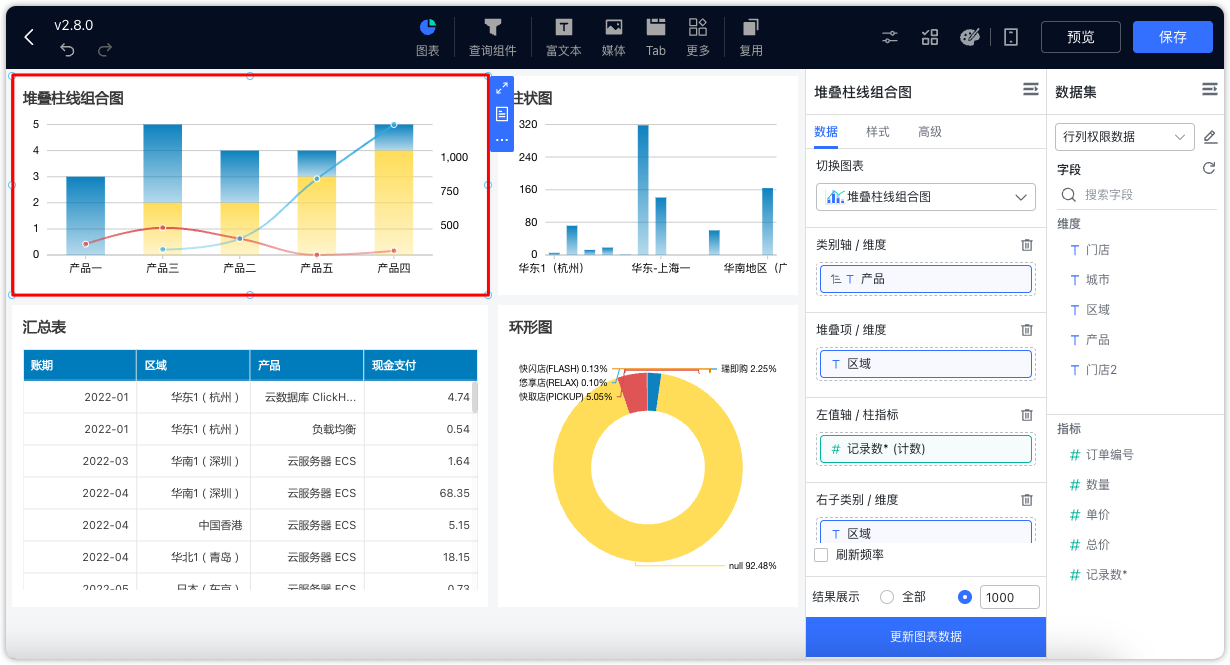 v2.8.0
图表
查询组件
富文本
媒体
Tab
更多
复用
预览
保存
堆叠柱线组合图
5
4
3
2
1
0
1,000
750
500
产品一
产品三
产品二
产品五
产品四
柱状图
320
240
160
80
0
华东1（杭州）
华东-上海一
华南地区（广
汇总表
账期 区域 产品 现金支付
2022-01 华东1（杭州） 云数据库 ClickH... 4.74
2022-01 华东1（杭州） 负载均衡 0.54
2022-03 华南1（深圳） 云服务器 ECS 1.64
2022-04 华南1（深圳） 云服务器 ECS 68.35
2022-04 中国香港 云服务器 ECS 5.15
2022-04 华北1（青岛） 云服务器 ECS 18.15
2022-05 日本（东京） 云服务器 ECS 0.73
环形图
快闪店(FLASH) 0.13%
悠享店(RELAX) 0.10%
快取店(PICKUP) 5.05%
瑞即购 2.25%
null 92.48%
堆叠柱线组合图
数据 样式 高级
切换图表
堆叠柱线组合图
类别轴 / 维度
产品
堆叠项 / 维度
区域
左值轴 / 柱指标
# 记录数* (计数)
右子类别 / 维度
区域
刷新频率
结果展示 全部 1000
更新图表数据
数据集
行列权限数据
字段
搜索字段
维度
T 门店
T 城市
T 区域
T 产品
T 门店2
指标
# 订单编号
# 数量
# 单价
# 总价
# 记录数*